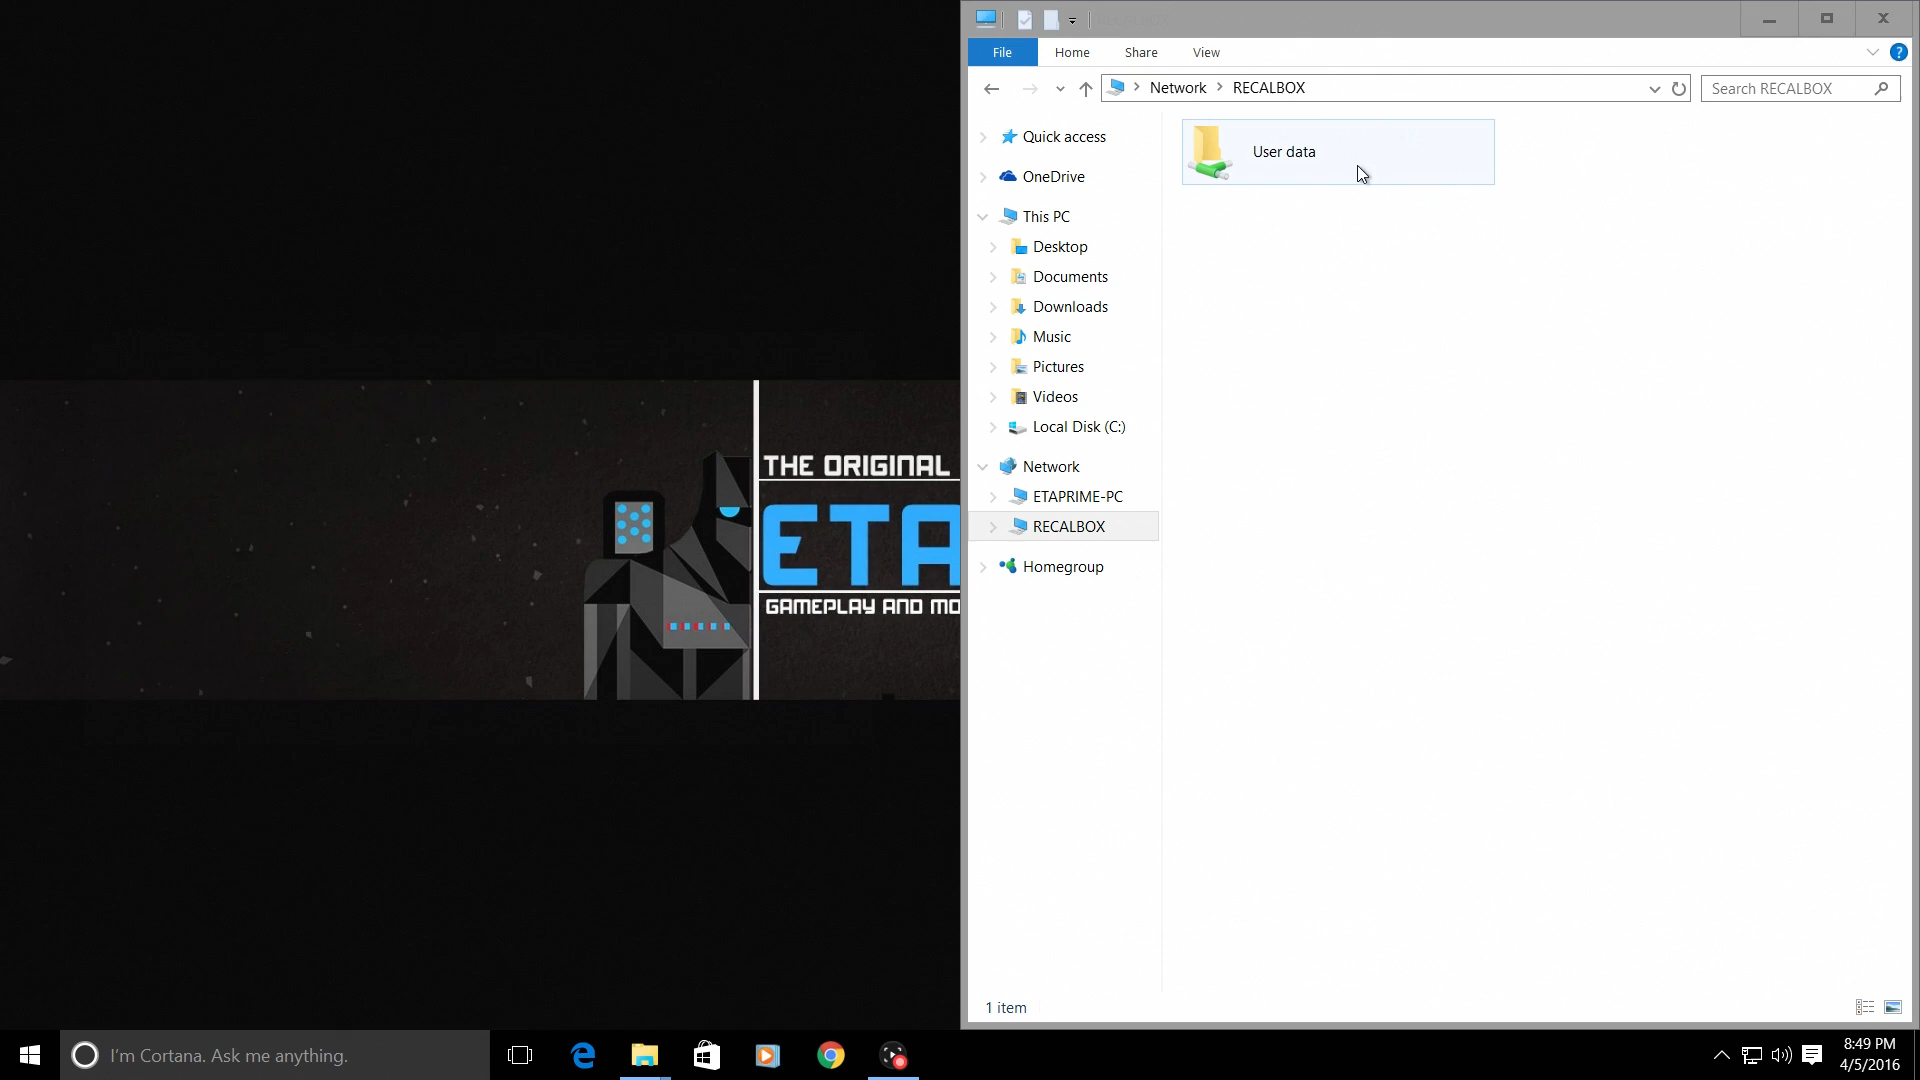 File Home Share View
Network RECALBOX
Search RECALBOX
Quick access
User data
OneDrive
This PC
Desktop
Documents
Downloads
Music
Pictures
Videos
Local Disk (C:)
Network
ETAPRIME-PC
RECALBOX
Homegroup
THE ORIGINAL
ETA
GAMEPLAY AND MO
1 item
I'm Cortana. Ask me anything.
8:49 PM
4/5/2016